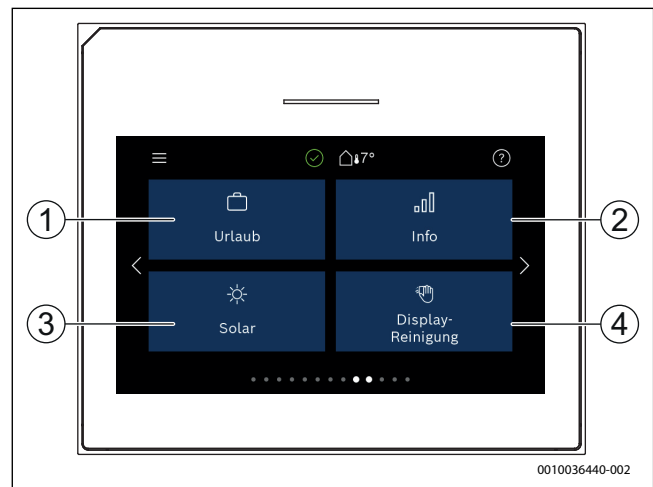 7°
?
1
Urlaub
Info
2
3
Solar
Display-
Reinigung
4
0010036440-002